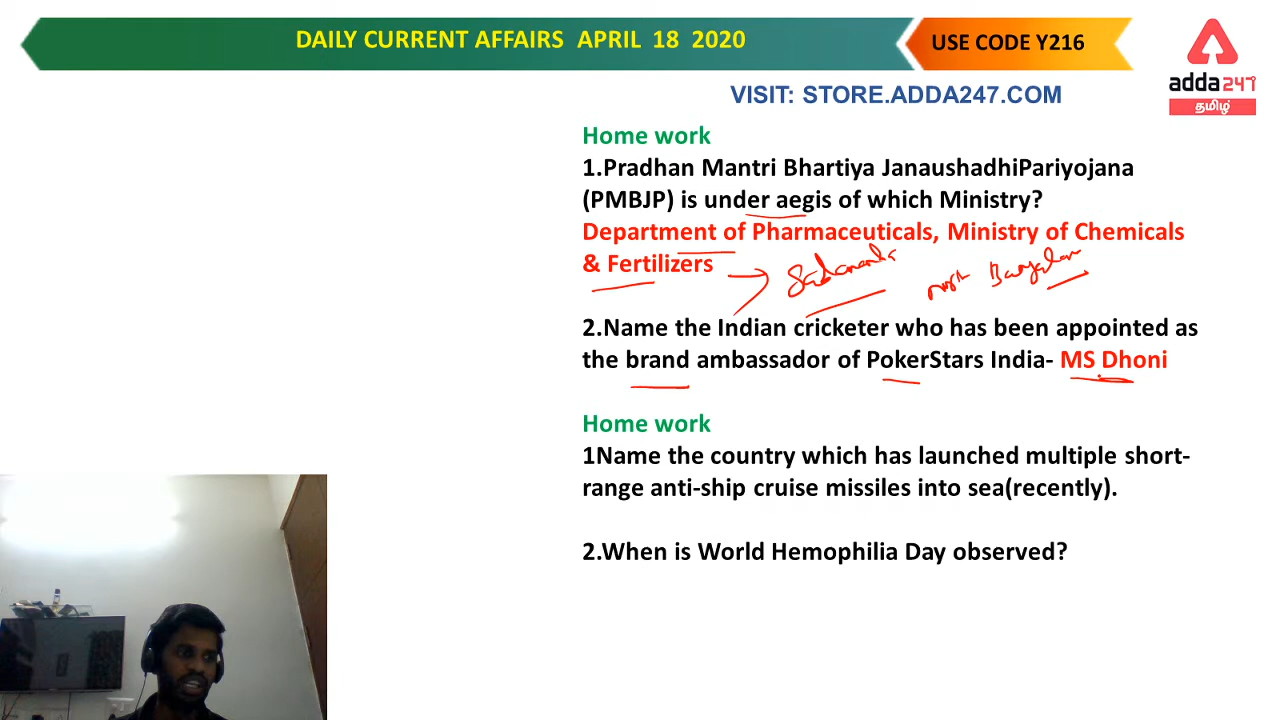 DAILY CURRENT AFFAIRS APRIL 18 2020
USE CODE Y216
adda247
தமிழ்
VISIT: STORE.ADDA247.COM
Home work
1.Pradhan Mantri Bhartiya JanaushadhiPariyojana
(PMBJP) is under aegis of which Ministry?
Department of Pharmaceuticals, Ministry of Chemicals
& Fertilizers
2.Name the Indian cricketer who has been appointed as
the brand ambassador of PokerStars India- MS Dhoni
Home work
1Name the country which has launched multiple short-
range anti-ship cruise missiles into sea(recently).
2.When is World Hemophilia Day observed?